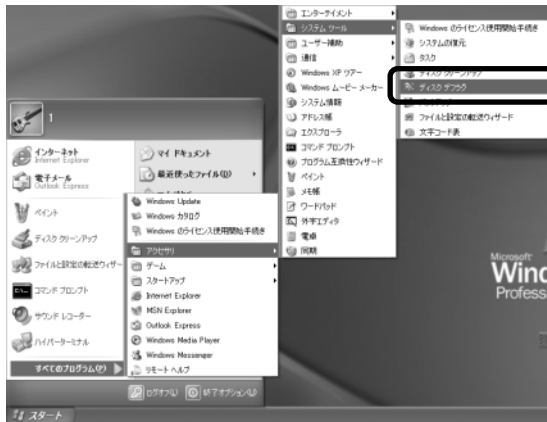 エンターテイメント
システム ツール
ユーザー補助
通信
Windows XP ツアー
Windows ムービー メーカー
システム情報
アドレス帳
エクスプローラ
コマンド プロンプト
プログラム互換性ウィザード
ペイント
メモ帳
ワードパッド
外字エディタ
電卓
同期
Windows のライセンス使用開始手続き
システムの復元
タスク
ディスク クリーンアップ
ディスク デフラグ
ファイルと設定の転送ウィザード
文字コード表
1
インターネット
Internet Explorer
電子メール
Outlook Express
ペイント
ディスク クリーンアップ
ファイルと設定の転送ウィザー
コマンド プロンプト
サウンド レコーダー
ハイパーターミナル
すべてのプログラム(P)
マイ ドキュメント
最近使ったファイル(D)
Windows Update
Windows カタログ
Windows のライセンス使用開始手続き
アクセサリ
ゲーム
スタートアップ
Internet Explorer
MSN Explorer
Outlook Express
Windows Media Player
Windows Messenger
リモート ヘルプ
ログオフ(L)
終了オプション(U)
スタート
Microsoft
Wind
Profess